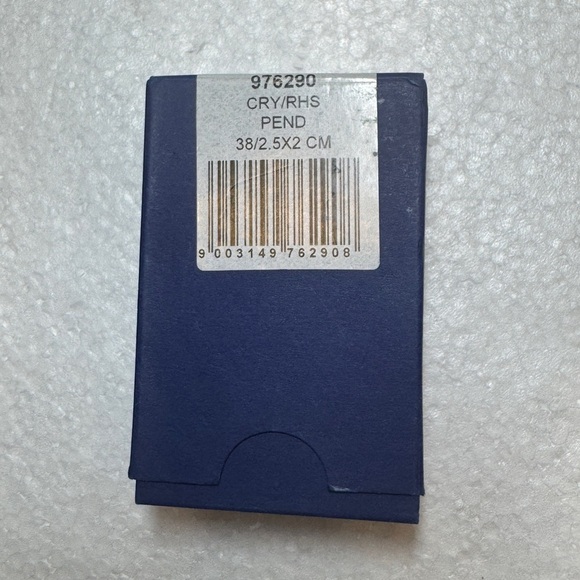 976290
CRY/RHS
PEND
38/2.5X2 CM
9 003149 762908